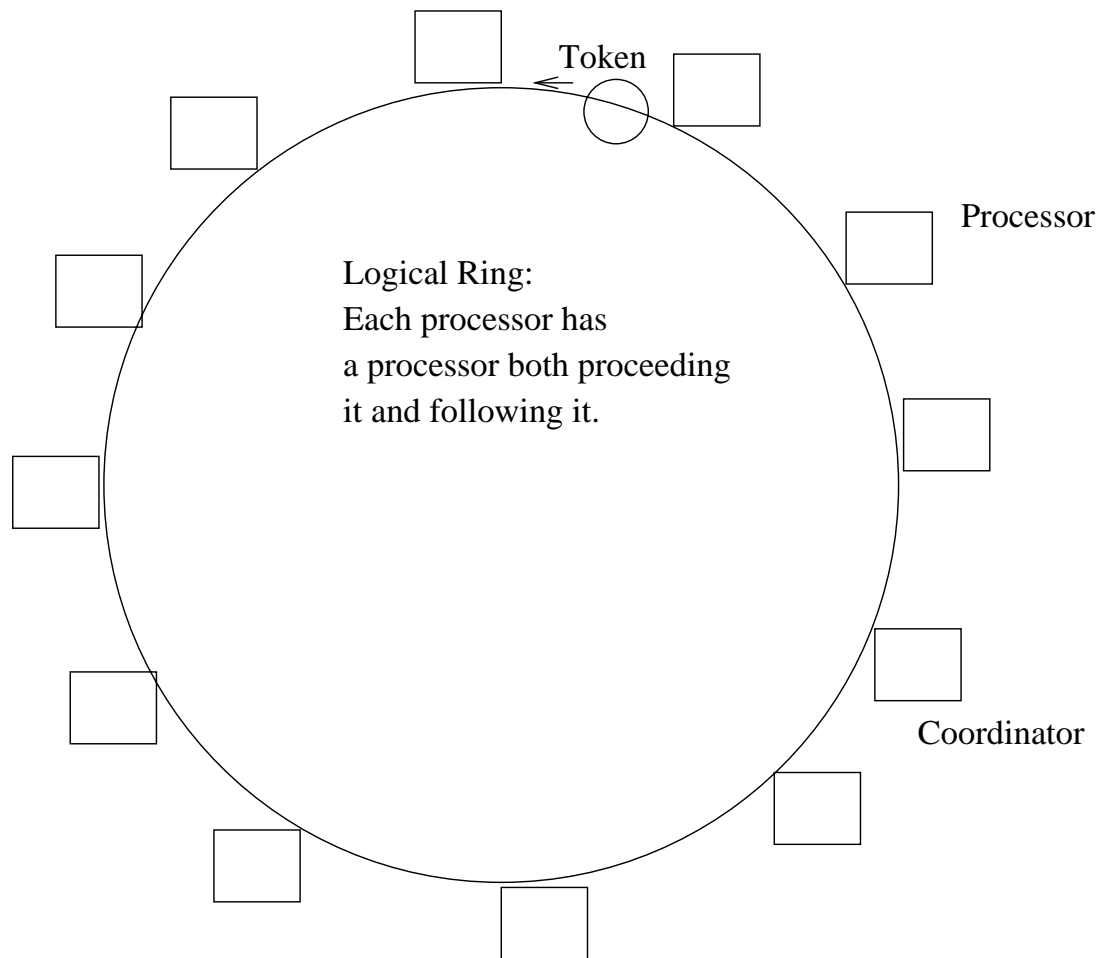 Token
Processor
Logical Ring:
Each processor has
a processor both proceeding
it and following it.
Coordinator